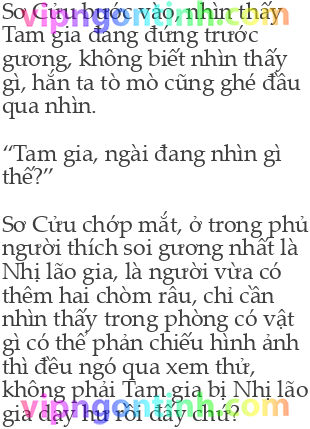 Sơ Cửu bước vào, nhìn thấy
Tam gia đang đứng trước
gương, không biết nhìn thấy
gì, hắn ta tò mò cũng ghé đầu
qua nhìn.

“Tam gia, ngài đang nhìn gì
thế?”

Sơ Cửu chớp mắt, ở trong phủ
người thích soi gương nhất là
Nhị lão gia, là người vừa có
thêm hai chòm râu, chỉ cần
nhìn thấy trong phòng có vật
gì có thể phản chiếu hình ảnh
thì đều ngó qua xem thử,
không phải Tam gia bị Nhị lão
gia dạy hư rồi đấy chứ?
vipngontinh.com
vipngontinh.com